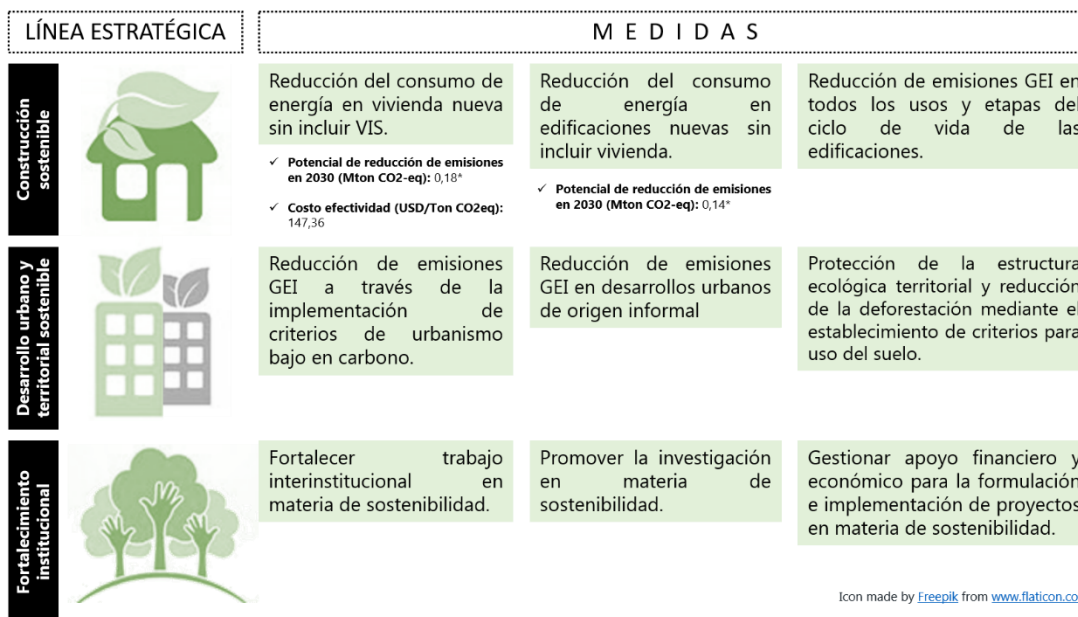 LÍNEA ESTRATÉGICA
M E D I D A S
Construcción
sostenible
Reducción del consumo de
energía en vivienda nueva
sin incluir VIS.
✓ Potencial de reducción de emisiones
en 2030 (Mton CO2-eq): 0,18*
✓ Costo efectividad (USD/Ton CO2eq):
147,36
Reducción del consumo
de energía en
edificaciones nuevas sin
incluir vivienda.
✓ Potencial de reducción de emisiones
en 2030 (Mton CO2-eq): 0,14*
Reducción de emisiones GEI en
todos los usos y etapas del
ciclo de vida de las
edificaciones.
Desarrollo urbano y
territorial sostenible
Reducción de emisiones
GEI a través de la
implementación de
criterios de urbanismo
bajo en carbono.
Reducción de emisiones
GEI en desarrollos urbanos
de origen informal
Protección de la estructura
ecológica territorial y reducción
de la deforestación mediante el
establecimiento de criterios para
uso del suelo.
Fortalecimiento
institucional
Fortalecer trabajo
interinstitucional en
materia de sostenibilidad.
Promover la investigación
en materia de
sostenibilidad.
Gestionar apoyo financiero y
económico para la formulación
e implementación de proyectos
en materia de sostenibilidad.
Icon made by Freepik from www.flaticon.co